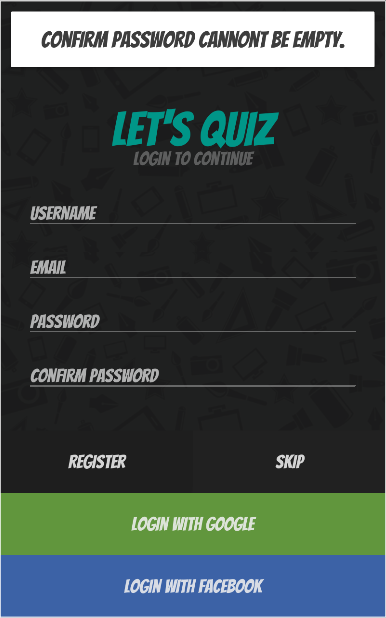 CONFIRM PASSWORD CANNONT BE EMPTY.
LET'S QUIZ
LOGIN TO CONTINUE
USERNAME
EMAIL
PASSWORD
CONFIRM PASSWORD
REGISTER
SKIP
LOGIN WITH GOOGLE
LOGIN WITH FACEBOOK